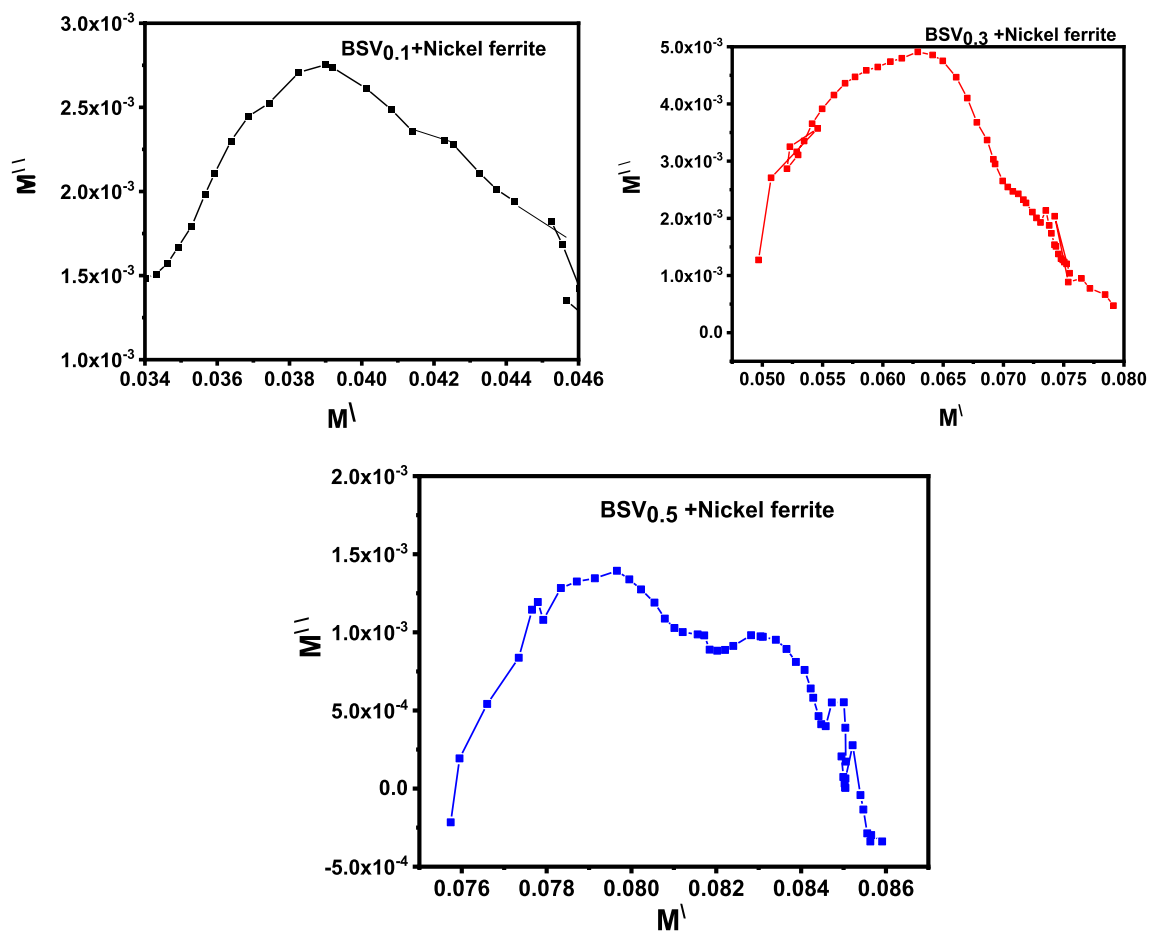 BSV0.1+Nickel ferrite
3.0x10-3
2.5x10-3
2.0x10-3
1.5x10-3
1.0x10-3
M\ \
0.034 0.036 0.038 0.040 0.042 0.044 0.046
M\
BSV0.3 +Nickel ferrite
5.0x10-3
4.0x10-3
3.0x10-3
2.0x10-3
1.0x10-3
0.0
M\ \
0.050 0.055 0.060 0.065 0.070 0.075 0.080
M\
BSV0.5 +Nickel ferrite
2.0x10-3
1.5x10-3
1.0x10-3
5.0x10-4
0.0
-5.0x10-4
M\ \
0.076 0.078 0.080 0.082 0.084 0.086
M\